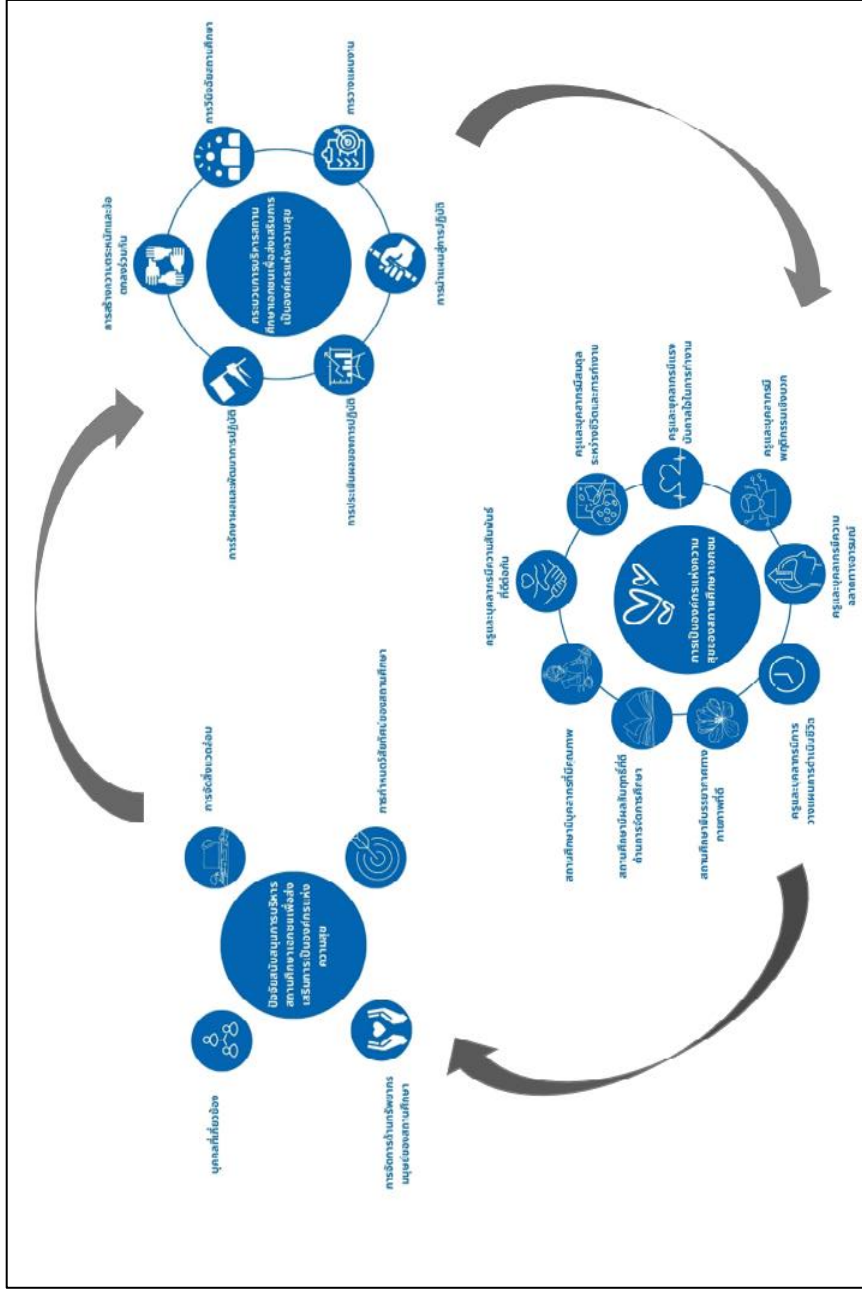 บุคคลที่เกี่ยวข้อง
การจัดสิ่งแวดล้อม
ปัจจัยสนับสนุนการบริหาร
สถานศึกษาเอกชนเพื่อส่ง
เสริมการเป็นองค์กรแห่ง
ความสุข
การจัดการด้านทรัพยากร
มนุษย์ของสถานศึกษา
การกำหนดวิสัยทัศน์ของสถานศึกษา
การสร้างความตระหนักและข้อ
ตกลงร่วมกัน
การวินิจฉัยสถานศึกษา
การวางแผนงาน
การนำแผนสู่การปฏิบัติ
การประเมินผลของการปฏิบัติ
การรักษาผลและพัฒนาการปฏิบัติ
กระบวนการบริหารสถาน
ศึกษาเอกชนเพื่อส่งเสริมการ
เป็นองค์กรแห่งความสุข
ครูและบุคลากรมีความสัมพันธ์
ที่ดีต่อกัน
ครูและบุคลากรมีสมดุล
ระหว่างชีวิตและการทำงาน
ครูและบุคลากรมีแรง
บันดาลใจในการทำงาน
ครูและบุคลากรมี
พฤติกรรมเชิงบวก
ครูและบุคลากรมีความ
ฉลาดทางอารมณ์
ครูและบุคลากรมีการ
วางแผนการดำเนินชีวิต
สถานศึกษามีบรรยากาศทาง
กายภาพที่ดี
สถานศึกษามีผลสัมฤทธิ์ที่ดี
ด้านการจัดการศึกษา
สถานศึกษามีบุคลากรที่มีคุณภาพ
การเป็นองค์กรแห่งความ
สุขของสถานศึกษาเอกชน